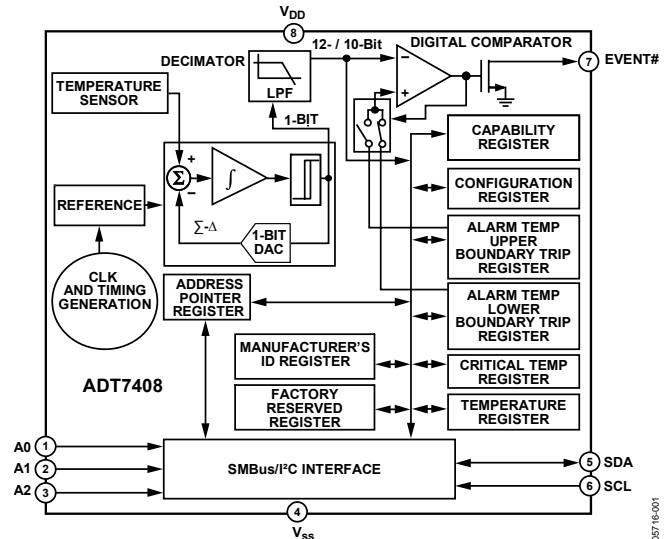 VDD
8
DECIMATOR
12- / 10-Bit
DIGITAL COMPARATOR
7
EVENT#
TEMPERATURE
SENSOR
LPF
1-BIT
−
+
+
−
Σ
∫
CAPABILITY
REGISTER
CONFIGURATION
REGISTER
REFERENCE
Σ-Δ
1-BIT
DAC
ALARM TEMP
UPPER
BOUNDARY TRIP
REGISTER
CLK
AND TIMING
GENERATION
ADDRESS
POINTER
REGISTER
ALARM TEMP
LOWER
BOUNDARY TRIP
REGISTER
MANUFACTURER'S
ID REGISTER
CRITICAL TEMP
REGISTER
ADT7408
FACTORY
RESERVED
REGISTER
TEMPERATURE
REGISTER
A0 1
A1 2
A2 3
SMBus/I²C INTERFACE
5 SDA
6 SCL
4
VSS
05716-001